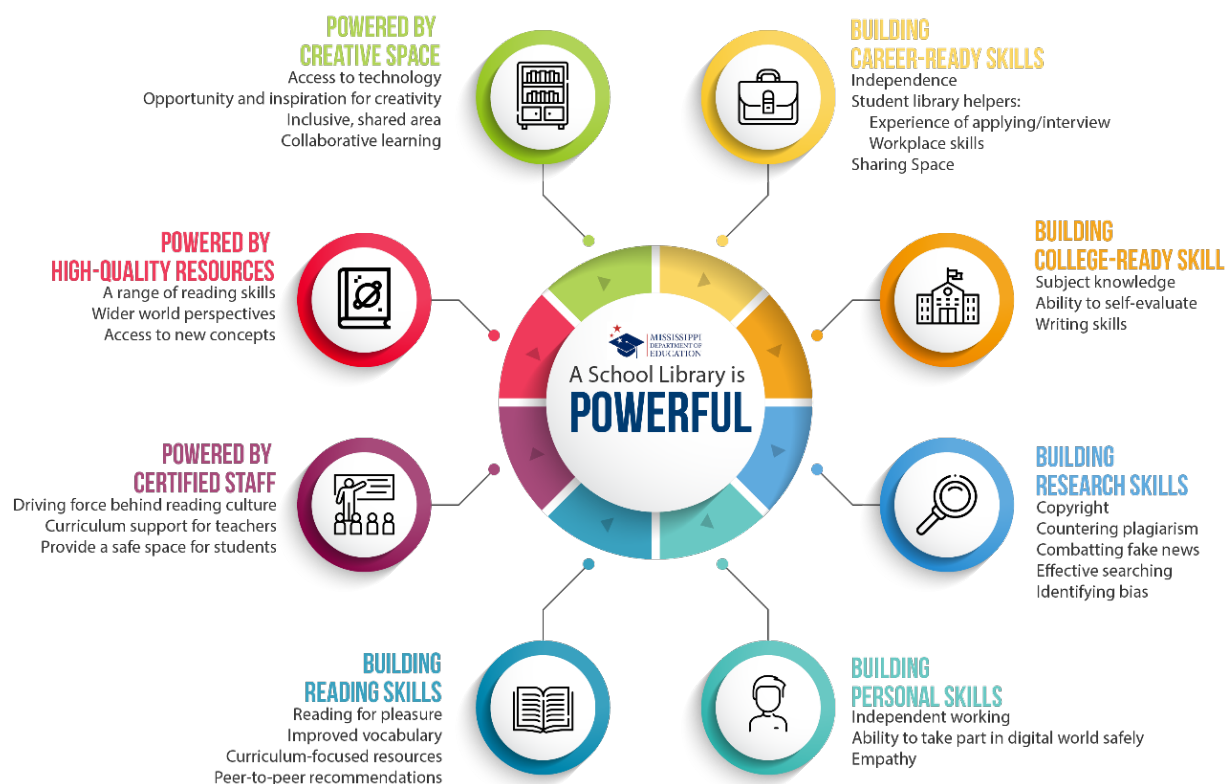 POWERED BY
CREATIVE SPACE
Access to technology
Opportunity and inspiration for creativity
Inclusive, shared area
Collaborative learning
BUILDING
CAREER-READY SKILLS
Independence
Student library helpers:
Experience of applying/interview
Workplace skills
Sharing Space
POWERED BY
HIGH-QUALITY RESOURCES
A range of reading skills
Wider world perspectives
Access to new concepts
BUILDING
COLLEGE-READY SKILL
Subject knowledge
Ability to self-evaluate
Writing skills
MISSISSIPPI
DEPARTMENT OF
EDUCATION
A School Library is
POWERFUL
POWERED BY
CERTIFIED STAFF
Driving force behind reading culture
Curriculum support for teachers
Provide a safe space for students
BUILDING
RESEARCH SKILLS
Copyright
Countering plagiarism
Combatting fake news
Effective searching
Identifying bias
BUILDING
READING SKILLS
Reading for pleasure
Improved vocabulary
Curriculum-focused resources
Peer-to-peer recommendations
BUILDING
PERSONAL SKILLS
Independent working
Ability to take part in digital world safely
Empathy